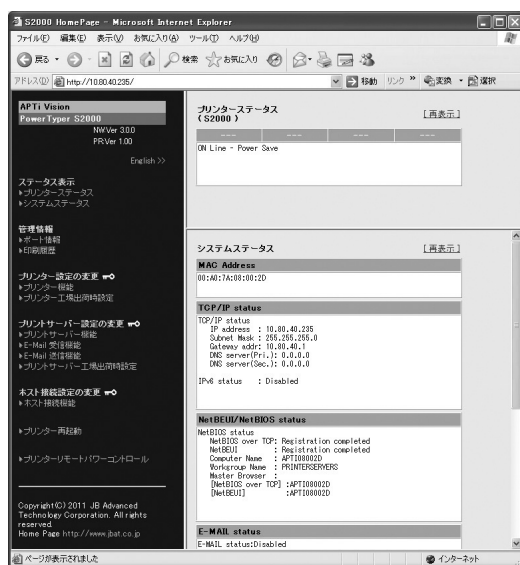 S2000 HomePage - Microsoft Internet Explorer
ファイル(F) 編集(E) 表示(V) お気に入り(A) ツール(T) ヘルプ(H)
戻る 検索 お気に入り
アドレス(D) http://10.80.40.235/ 移動 リンク » 変換 選択
APTi Vision
PowerTyper S2000
NW.Ver 3.0.0
PR.Ver 1.00
English >>
ステータス表示
プリンターステータス
システムステータス
管理情報
ポート情報
印刷履歴
プリンター設定の変更
プリンター機能
プリンター工場出荷時設定
プリントサーバー設定の変更
プリントサーバー機能
E-Mail 受信機能
E-Mail 送信機能
プリントサーバー工場出荷時設定
ホスト接続設定の変更
ホスト接続機能
プリンター再起動
プリンターリモートパワーコントロール
Copyright(C) 2011 JB Advanced
Technology Corporation. All rights
reserved.
Home Page http://www.jbat.co.jp
プリンターステータス
( S2000 )
[再表示]
--- --- --- ---
ON Line - Power Save
システムステータス [再表示]
MAC Address
00:A0:7A:08:00:2D
TCP/IP status
TCP/IP status
IP address : 10.80.40.235
Subnet Mask : 255.255.255.0
Gateway addr: 10.80.40.1
DNS server(Pri.): 0.0.0.0
DNS server(Sec.): 0.0.0.0
IPv6 status : Disabled
NetBEUI/NetBIOS status
NetBIOS status
NetBIOS over TCP: Registration completed
NetBEUI : Registration completed
Computer Name : APTI08002D
Workgroup Name : PRINTERSERVERS
Master Browser :
[NetBIOS over TCP] :APTI08002D
[NetBEUI] :APTI08002D
E-MAIL status
E-MAIL status:Disabled
ページが表示されました インターネット